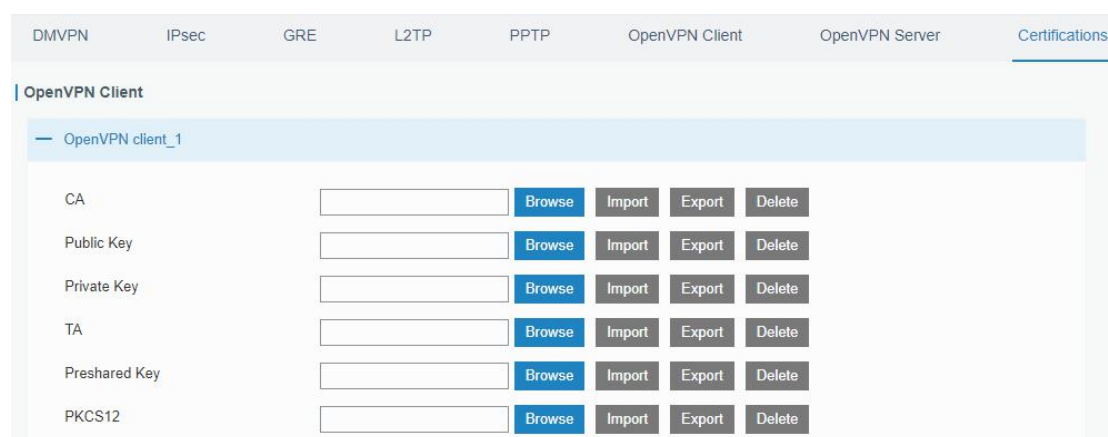 DMVPN IPsec GRE L2TP PPTP OpenVPN Client OpenVPN Server Certifications
OpenVPN Client
OpenVPN client_1
CA Browse Import Export Delete
Public Key Browse Import Export Delete
Private Key Browse Import Export Delete
TA Browse Import Export Delete
Preshared Key Browse Import Export Delete
PKCS12 Browse Import Export Delete